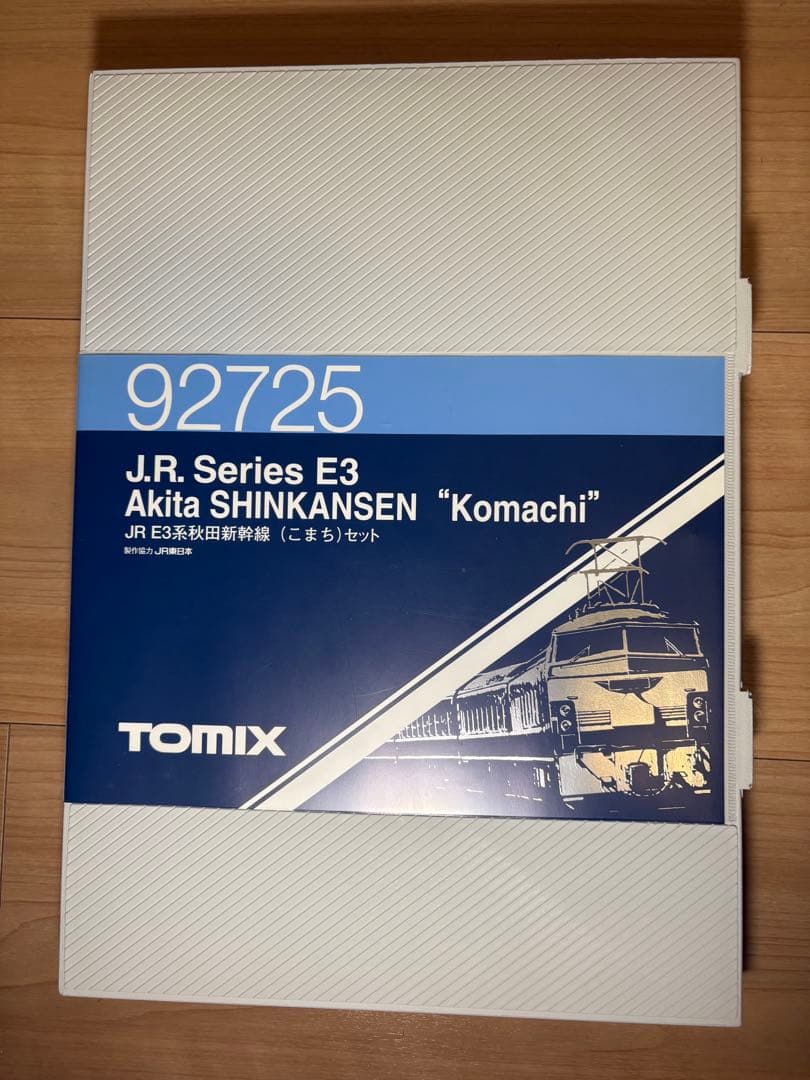 92725
J.R. Series E3
Akita SHINKANSEN “Komachi”
JR E3系秋田新幹線（こまち）セット
製作協力 JR東日本
TOMIX